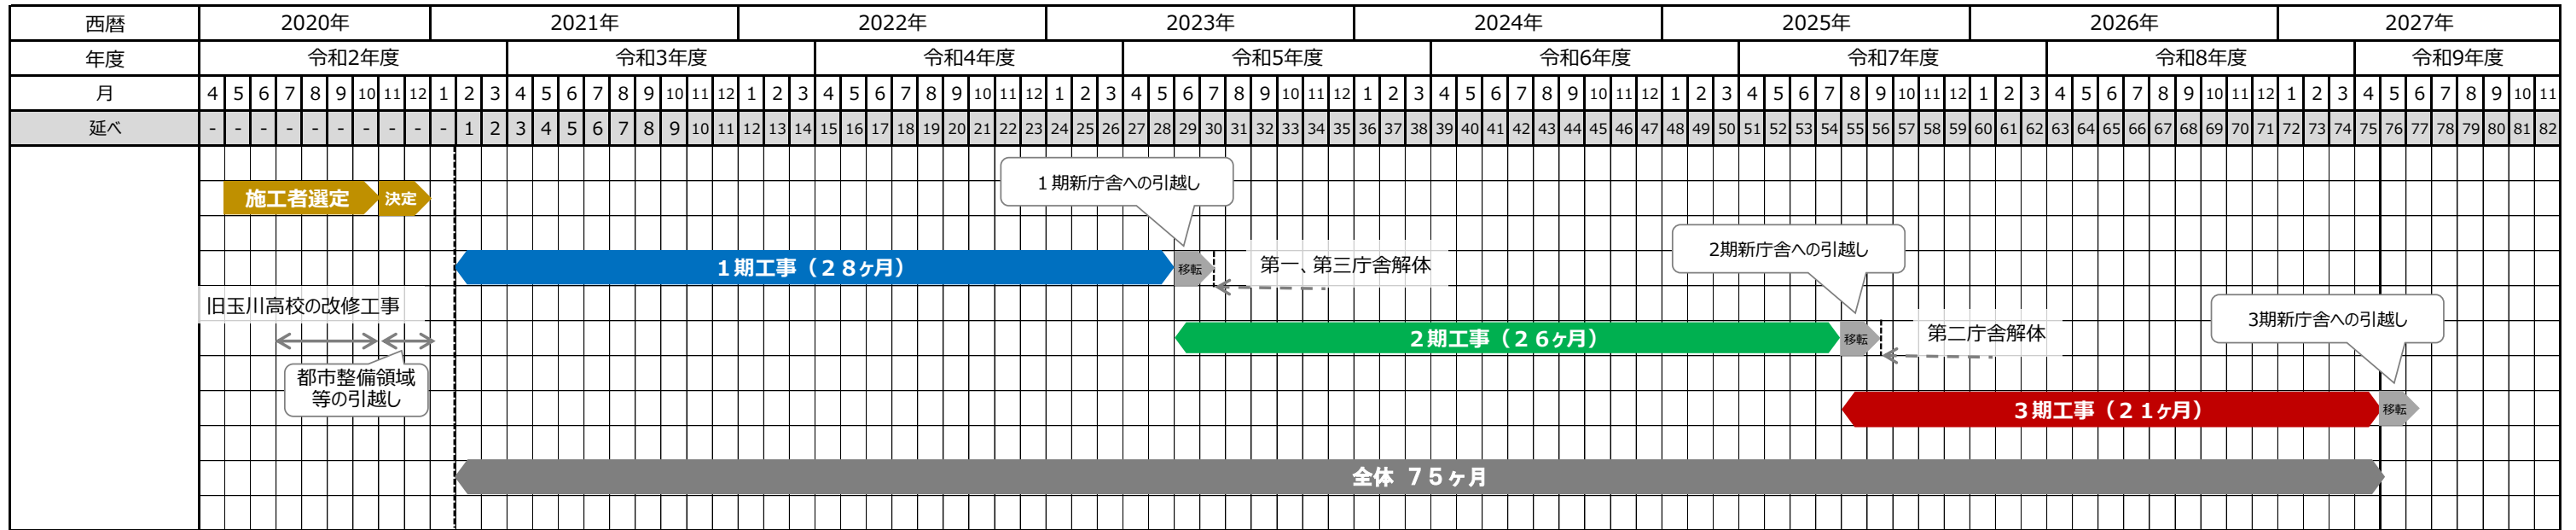 西暦 2020年 2021年 2022年 2023年 2024年 2025年 2026年 2027年
年度 令和2年度 令和3年度 令和4年度 令和5年度 令和6年度 令和7年度 令和8年度 令和9年度
月 4 5 6 7 8 9 10 11 12 1 2 3 4 5 6 7 8 9 10 11 12 1 2 3 4 5 6 7 8 9 10 11 12 1 2 3 4 5 6 7 8 9 10 11 12 1 2 3 4 5 6 7 8 9 10 11 12 1 2 3 4 5 6 7 8 9 10 11 12 1 2 3 4 5 6 7 8 9 10 11 12 1 2 3 4 5 6 7 8 9 10 11
延べ - - - - - - - - - - 1 2 3 4 5 6 7 8 9 10 11 12 13 14 15 16 17 18 19 20 21 22 23 24 25 26 27 28 29 30 31 32 33 34 35 36 37 38 39 40 41 42 43 44 45 46 47 48 49 50 51 52 53 54 55 56 57 58 59 60 61 62 63 64 65 66 67 68 69 70 71 72 73 74 75 76 77 78 79 80 81 82
施工者選定 決定
1期新庁舎への引越し
1期工事（28ヶ月） 移転 第一、第三庁舎解体
2期新庁舎への引越し
旧玉川高校の改修工事
都市整備領域
等の引越し
2期工事（26ヶ月） 移転 第二庁舎解体
3期新庁舎への引越し
3期工事（21ヶ月） 移転
全体 75ヶ月